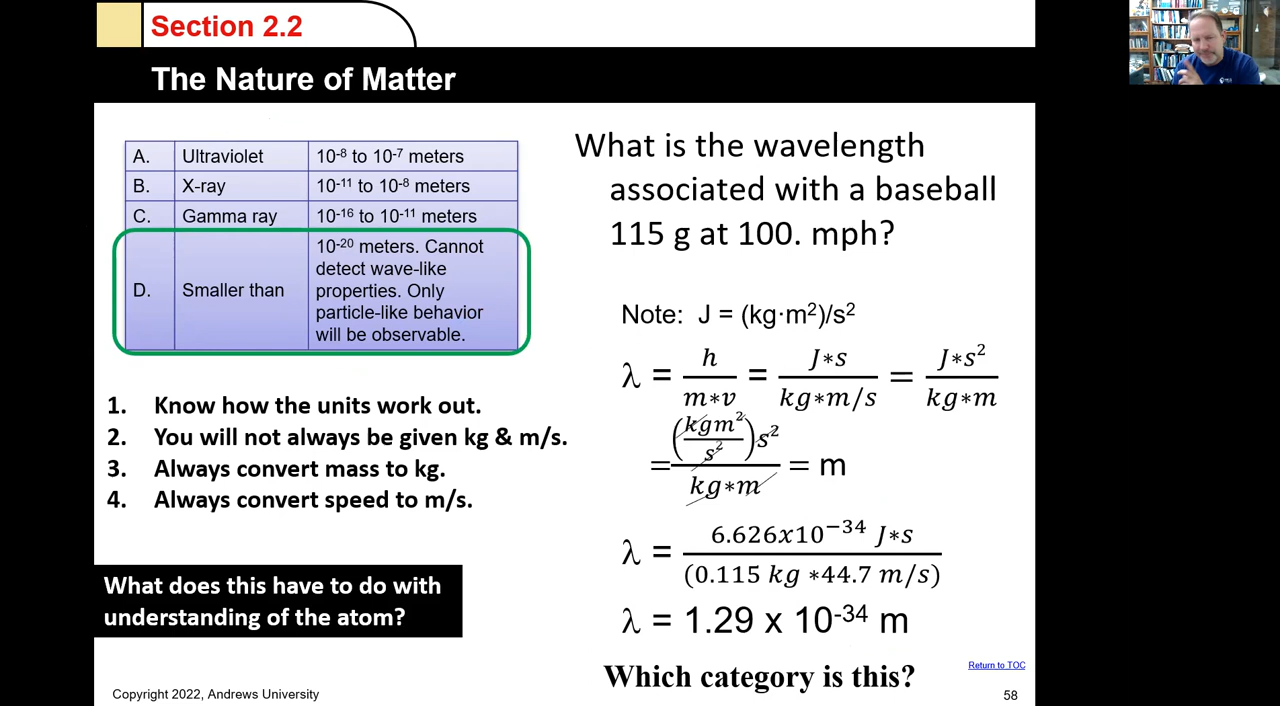 Section 2.2
The Nature of Matter
A. Ultraviolet 10⁻⁸ to 10⁻⁷ meters
B. X-ray 10⁻¹¹ to 10⁻⁸ meters
C. Gamma ray 10⁻¹⁶ to 10⁻¹¹ meters
D. Smaller than
10⁻²⁰ meters. Cannot
detect wave-like
properties. Only
particle-like behavior
will be observable.
1. Know how the units work out.
2. You will not always be given kg & m/s.
3. Always convert mass to kg.
4. Always convert speed to m/s.
What does this have to do with
understanding of the atom?
What is the wavelength
associated with a baseball
115 g at 100. mph?
Note: J = (kg·m²)/s²
λ = h/(m∗v) = (J∗s)/(kg∗m/s) = (J∗s²)/(kg∗m)
= ((kgm²/s²)s²)/(kg∗m) = m
λ = (6.626x10⁻³⁴ J∗s)/((0.115 kg ∗44.7 m/s))
λ = 1.29 x 10⁻³⁴ m
Which category is this?
Return to TOC
Copyright 2022, Andrews University
58